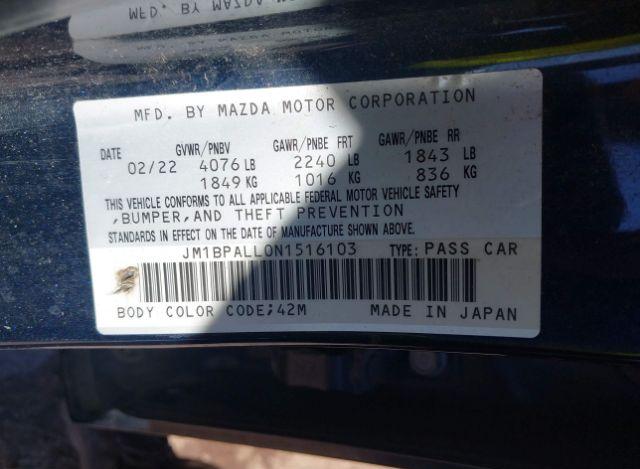 MFD. BY MAZDA MOTOR CORPORATION
DATE GVWR/PNBV GAWR/PNBE FRT GAWR/PNBE RR
02/22 4076 LB 2240 LB 1843 LB
1849 KG 1016 KG 836 KG
THIS VEHICLE CONFORMS TO ALL APPLICABLE FEDERAL MOTOR VEHICLE SAFETY
,BUMPER,AND THEFT PREVENTION
STANDARDS IN EFFECT ON THE DATE OF MANUFACTURE SHOWN ABOVE.
JM1BPALL0N1516103 TYPE: PASS CAR
BODY COLOR CODE;42M MADE IN JAPAN